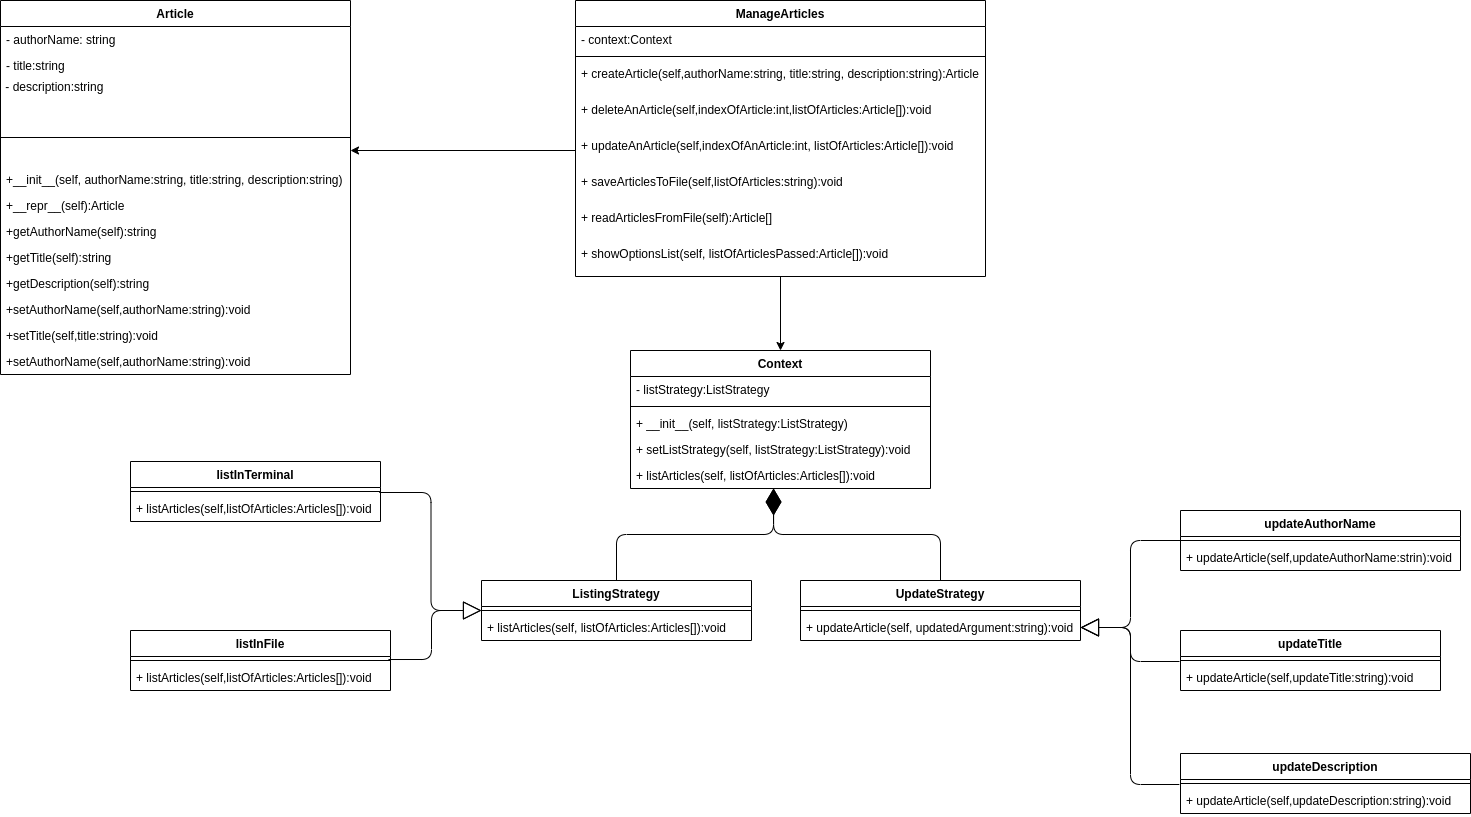 Article
- authorName: string
- title:string
- description:string
+__init__(self, authorName:string, title:string, description:string)
+__repr__(self):Article
+getAuthorName(self):string
+getTitle(self):string
+getDescription(self):string
+setAuthorName(self,authorName:string):void
+setTitle(self,title:string):void
+setAuthorName(self,authorName:string):void
ManageArticles
- context:Context
+ createArticle(self,authorName:string, title:string, description:string):Article
+ deleteAnArticle(self,indexOfArticle:int,listOfArticles:Article[]):void
+ updateAnArticle(self,indexOfAnArticle:int, listOfArticles:Article[]):void
+ saveArticlesToFile(self,listOfArticles:string):void
+ readArticlesFromFile(self):Article[]
+ showOptionsList(self, listOfArticlesPassed:Article[]):void
Context
- listStrategy:ListStrategy
+ __init__(self, listStrategy:ListStrategy)
+ setListStrategy(self, listStrategy:ListStrategy):void
+ listArticles(self, listOfArticles:Articles[]):void
listInTerminal
+ listArticles(self,listOfArticles:Articles[]):void
listInFile
+ listArticles(self,listOfArticles:Articles[]):void
ListingStrategy
+ listArticles(self, listOfArticles:Articles[]):void
UpdateStrategy
+ updateArticle(self, updatedArgument:string):void
updateAuthorName
+ updateArticle(self,updateAuthorName:strin):void
updateTitle
+ updateArticle(self,updateTitle:string):void
updateDescription
+ updateArticle(self,updateDescription:string):void